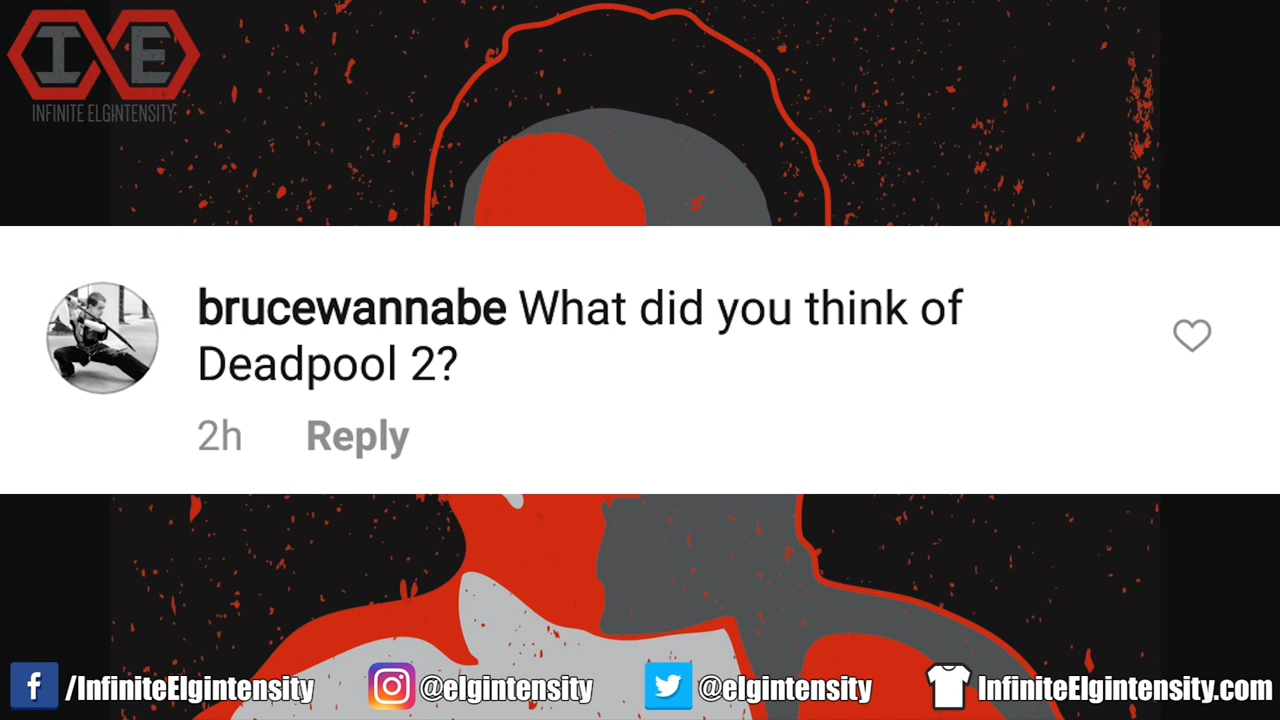 IE
INFINITE ELGINTENSITY
brucewannabe What did you think of
Deadpool 2?
2h Reply
f /InfiniteElgintensity @elgintensity @elgintensity InfiniteElgintensity.com